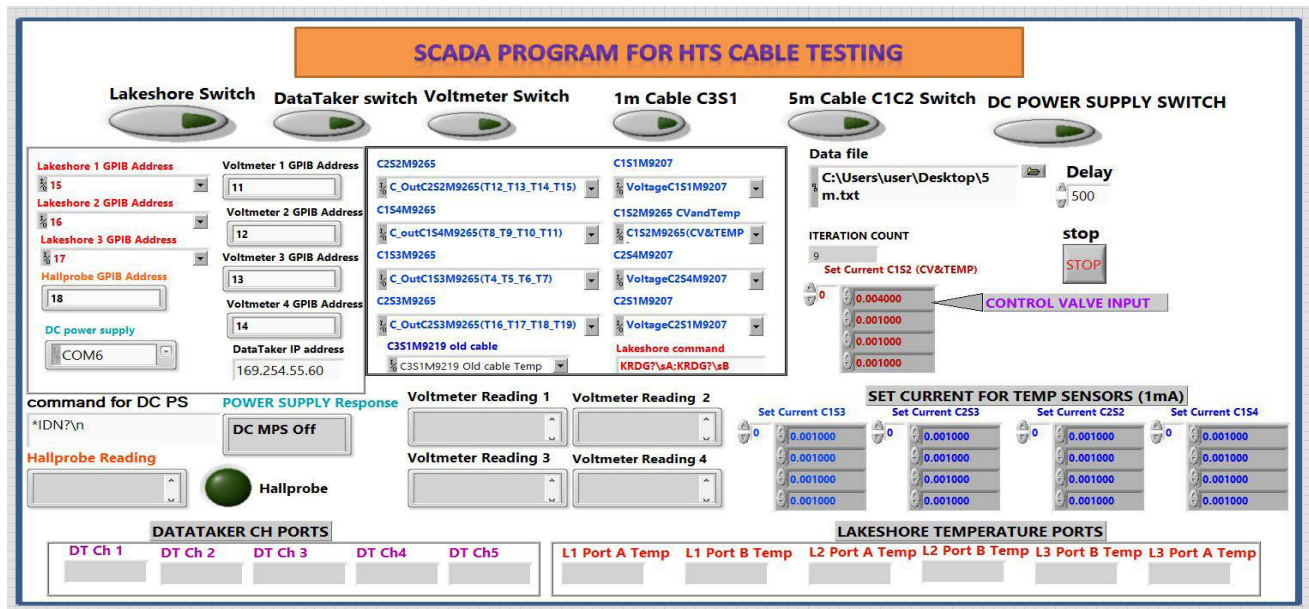 SCADA PROGRAM FOR HTS CABLE TESTING
Lakeshore Switch
DataTaker switch
Voltmeter Switch
1m Cable C3S1
5m Cable C1C2 Switch
DC POWER SUPPLY SWITCH
Lakeshore 1 GPIB Address
15
Lakeshore 2 GPIB Address
16
Lakeshore 3 GPIB Address
17
Hallprobe GPIB Address
18
DC power supply
COM6
Voltmeter 1 GPIB Address
11
Voltmeter 2 GPIB Address
12
Voltmeter 3 GPIB Address
13
Voltmeter 4 GPIB Address
14
DataTaker IP address
169.254.55.60
C2S2M9265
C_OutC2S2M9265(T12_T13_T14_T15)
C1S4M9265
C_outC1S4M9265(T8_T9_T10_T11)
C1S3M9265
C_OutC1S3M9265(T4_T5_T6_T7)
C2S3M9265
C_OutC2S3M9265(T16_T17_T18_T19)
C3S1M9219 old cable
C3S1M9219 Old cable Temp
C1S1M9207
VoltageC1S1M9207
C1S2M9265 CVandTemp
C1S2M9265(CV&TEMP
C2S4M9207
VoltageC2S4M9207
C2S1M9207
VoltageC2S1M9207
Lakeshore command
KRDG?\sA;KRDG?\sB
Data file
C:\Users\user\Desktop\5
m.txt
Delay
500
ITERATION COUNT
9
stop
STOP
Set Current C1S2 (CV&TEMP)
0
0.004000
0.001000
0.001000
0.001000
CONTROL VALVE INPUT
command for DC PS
*IDN?\n
POWER SUPPLY Response
DC MPS Off
Hallprobe Reading
Hallprobe
Voltmeter Reading 1
Voltmeter Reading 2
Voltmeter Reading 3
Voltmeter Reading 4
SET CURRENT FOR TEMP SENSORS (1mA)
Set Current C1S3
0
0.001000
0.001000
0.001000
0.001000
Set Current C2S3
0
0.001000
0.001000
0.001000
0.001000
Set Current C2S2
0
0.001000
0.001000
0.001000
0.001000
Set Current C1S4
0
0.001000
0.001000
0.001000
0.001000
DATATAKER CH PORTS
DT Ch 1
DT Ch 2
DT Ch 3
DT Ch4
DT Ch5
LAKESHORE TEMPERATURE PORTS
L1 Port A Temp
L1 Port B Temp
L2 Port A Temp
L2 Port B Temp
L3 Port B Temp
L3 Port A Temp